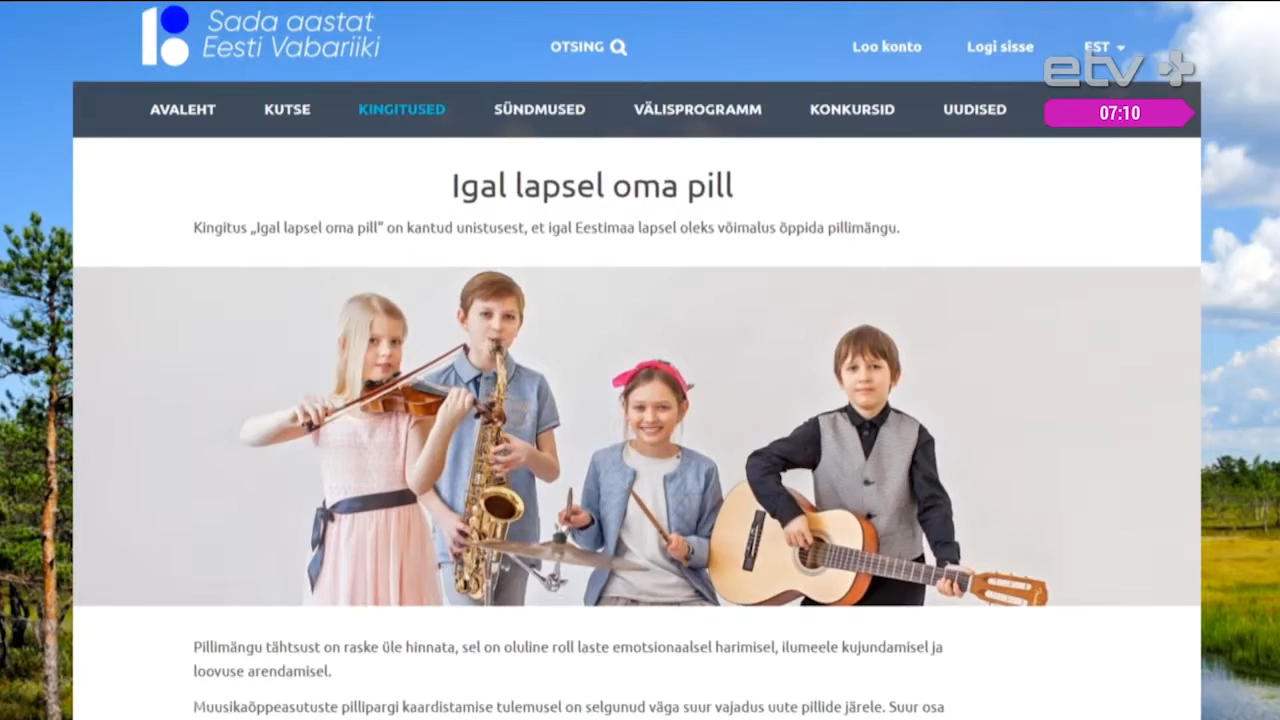 Sada aastat
Eesti Vabariiki
OTSING
Loo konto
Logi sisse
EST
etv+
07:10
AVALEHT
KUTSE
KINGITUSED
SÜNDMUSED
VÄLISPROGRAMM
KONKURSID
UUDISED
Igal lapsel oma pill
Kingitus „Igal lapsel oma pill” on kantud unistusest, et igal Eestimaa lapsel oleks võimalus õppida pillimängu.
Pillimängu tähtsust on raske üle hinnata, sel on oluline roll laste emotsionaalsel harimisel, ilumeele kujundamisel ja
loovuse arendamisel.
Muusikaõppeasutuste pillipargi kaardistamise tulemusel on selgunud väga suur vajadus uute pillide järele. Suur osa